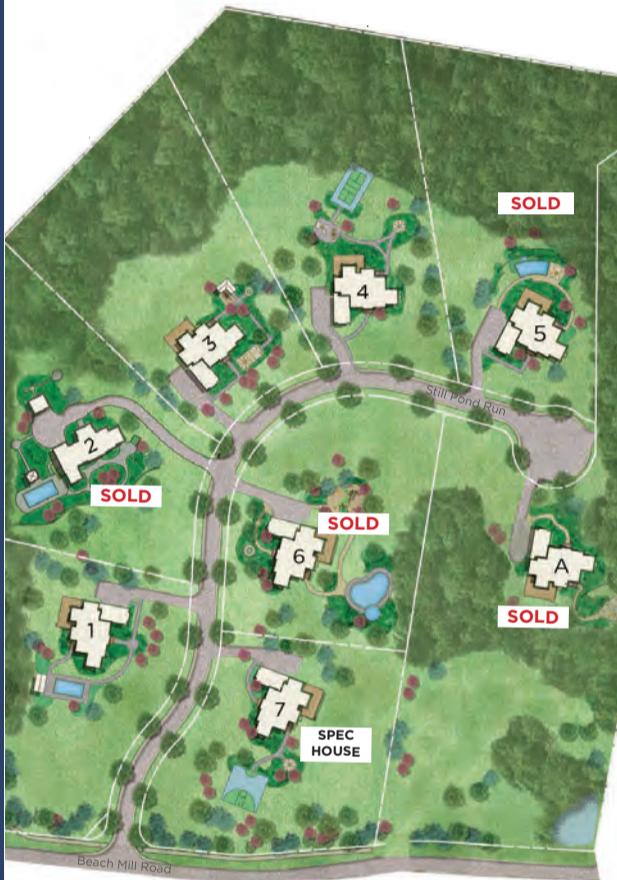 SOLD
4
5
3
Still Pond Run
2
SOLD
SOLD
6
A
SOLD
1
7
SPEC
HOUSE
Beach Mill Road